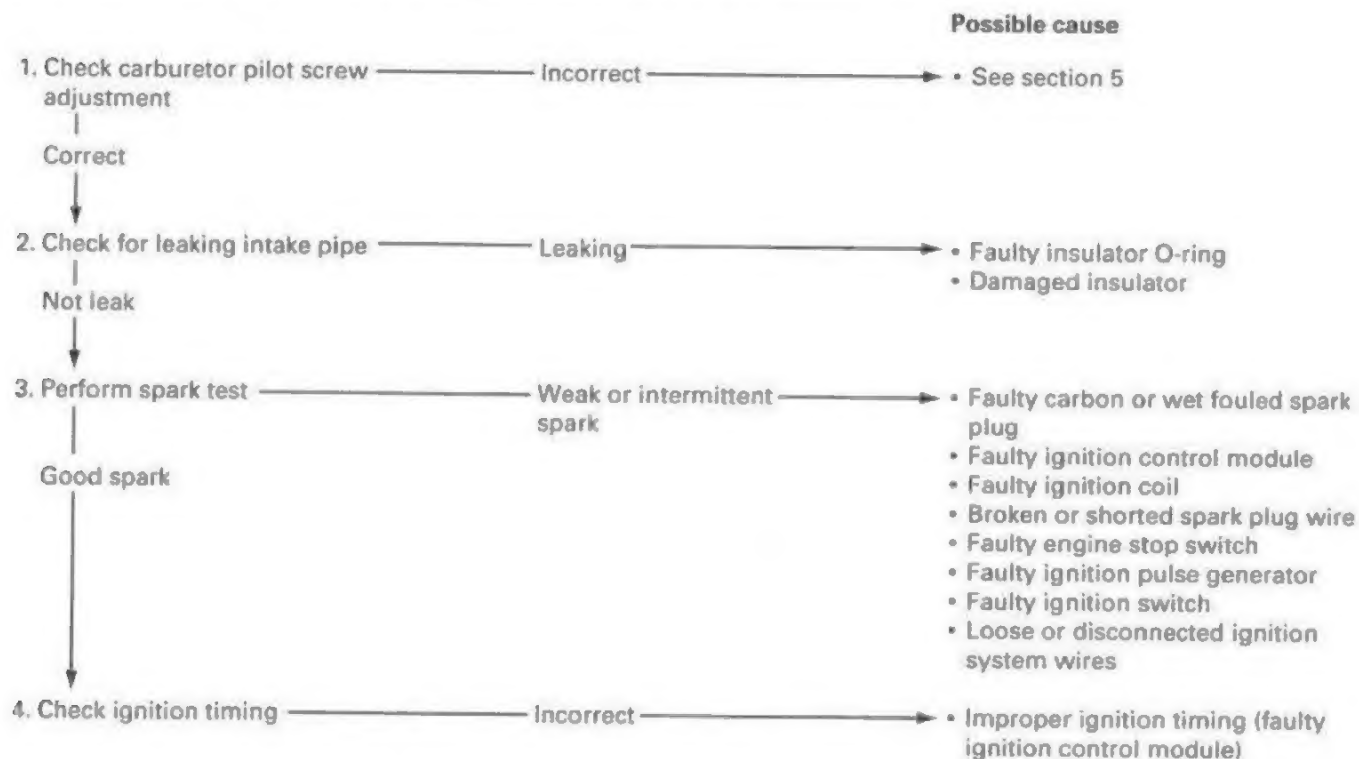 Possible cause
1. Check carburetor pilot screw adjustment
Incorrect
• See section 5
Correct
2. Check for leaking intake pipe
Leaking
• Faulty insulator O-ring
• Damaged insulator
Not leak
3. Perform spark test
Weak or intermittent
spark
• Faulty carbon or wet fouled spark
plug
• Faulty ignition control module
• Faulty ignition coil
• Broken or shorted spark plug wire
• Faulty engine stop switch
• Faulty ignition pulse generator
• Faulty ignition switch
• Loose or disconnected ignition
system wires
Good spark
4. Check ignition timing
Incorrect
• Improper ignition timing (faulty
ignition control module)